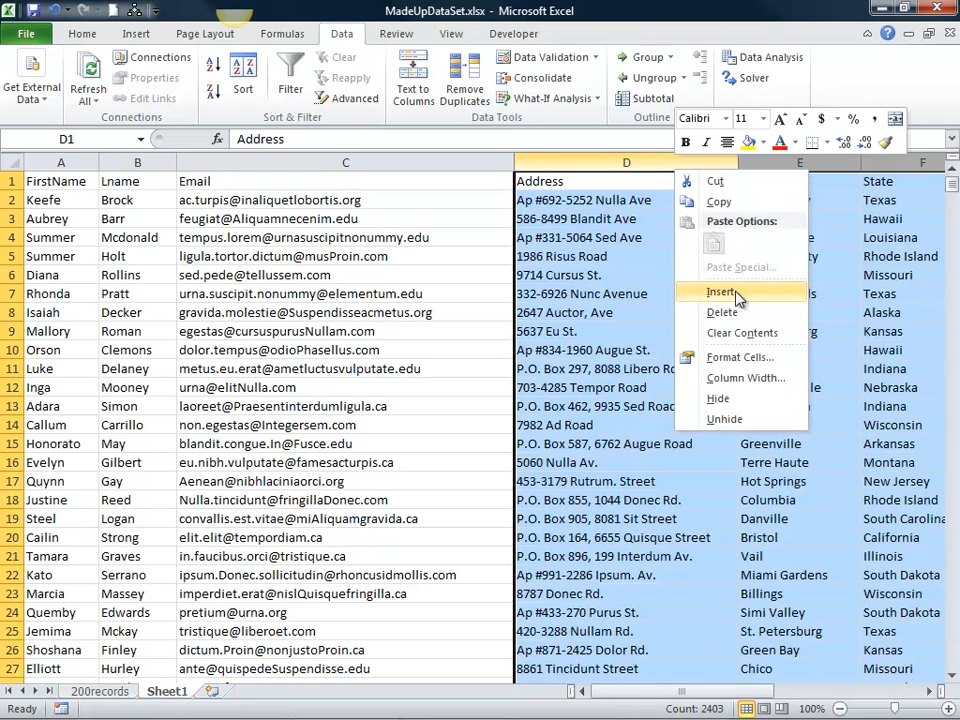 MadeUpDataSet.xlsx - Microsoft Excel
File Home Insert Page Layout Formulas Data Review View Developer
Get External Data
Refresh All
Connections
Properties
Edit Links
Connections
Sort
Filter
Clear
Reapply
Advanced
Sort & Filter
Text to Columns
Remove Duplicates
Data Validation
Consolidate
What-If Analysis
Data Tools
Group
Ungroup
Subtotal
Outline
Data Analysis
Solver
Calibri 11 A A $ % ,
B I A .00 .0
D1 fx Address
A B C D E F
1 FirstName Lname Email Address State
2 Keefe Brock ac.turpis@inaliquetlobortis.org Ap #692-5252 Nulla Ave Texas
3 Aubrey Barr feugiat@Aliquamnecenim.edu 586-8499 Blandit Ave Hawaii
4 Summer Mcdonald tempus.lorem@urnasuscipitnonummy.edu Ap #331-5064 Sed Ave Louisiana
5 Summer Holt ligula.tortor.dictum@musProin.com 1986 Risus Road Rhode Island
6 Diana Rollins sed.pede@tellussem.com 9714 Cursus St. Missouri
7 Rhonda Pratt urna.suscipit.nonummy@elementum.edu 332-6926 Nunc Avenue Texas
8 Isaiah Decker gravida.molestie@Suspendisseacmetus.org 2647 Auctor, Ave Alaska
9 Mallory Roman egestas@cursuspurusNullam.com 5637 Eu St. Kansas
10 Orson Clemons dolor.tempus@odioPhasellus.com Ap #834-1960 Augue St. Hawaii
11 Luke Delaney metus.eu.erat@ametluctusvulputate.edu P.O. Box 297, 8088 Libero Ro Kansas
12 Inga Mooney urna@elitNulla.com 703-4285 Tempor Road Nebraska
13 Adara Simon laoreet@Praesentinterdumligula.ca P.O. Box 462, 9935 Sed Road Indiana
14 Callum Carrillo non.egestas@Integersem.com 7982 Ad Road Kansas
15 Honorato May blandit.congue.In@Fusce.edu P.O. Box 587, 6762 Augue Road Greenville Arkansas
16 Evelyn Gilbert eu.nibh.vulputate@famesacturpis.com 5060 Nulla Av. Terre Haute Montana
17 Quynn Gay Aenean@nibhlaciniaorci.org 453-3179 Rutrum. Street Hot Springs New Jersey
18 Justine Reed Nulla.tincidunt@fringillaDonec.com P.O. Box 855, 1044 Donec Rd. Columbia Rhode Island
19 Steel Logan convallis.est.vitae@miAliquamgravida.ca P.O. Box 905, 8081 Sit Street Danville South Carolina
20 Cailin Strong elit.elit@tempordiam.ca P.O. Box 164, 6655 Quisque Street Bristol California
21 Tamara Graves in.faucibus.orci@tristique.ca P.O. Box 896, 199 Interdum Av. Vail Illinois
22 Kato Serrano ipsum.Donec.sollicitudin@rhoncusidmollis.com Ap #991-2286 Ipsum. Av. Miami Gardens South Dakota
23 Marcia Massey imperdiet.erat@nislQuisquefringilla.ca 8787 Donec Rd. Billings Wisconsin
24 Quemby Edwards pretium@urna.org Ap #433-270 Purus St. Simi Valley South Dakota
25 Jemima Mckay tristique@liberoet.com 420-3288 Nullam Rd. St. Petersburg Texas
26 Shoshana Finley dictum.Proin@nonjustoProin.ca Ap #871-2425 Dolor Rd. Green Bay Kansas
27 Elliott Hurley ante@quispedeSuspendisse.edu 8861 Tincidunt Street Chico Missouri
Cut
Copy
Paste Options:
Paste Special...
Insert
Delete
Clear Contents
Format Cells...
Column Width...
Hide
Unhide
200records Sheet1
Ready Count: 2403 100%